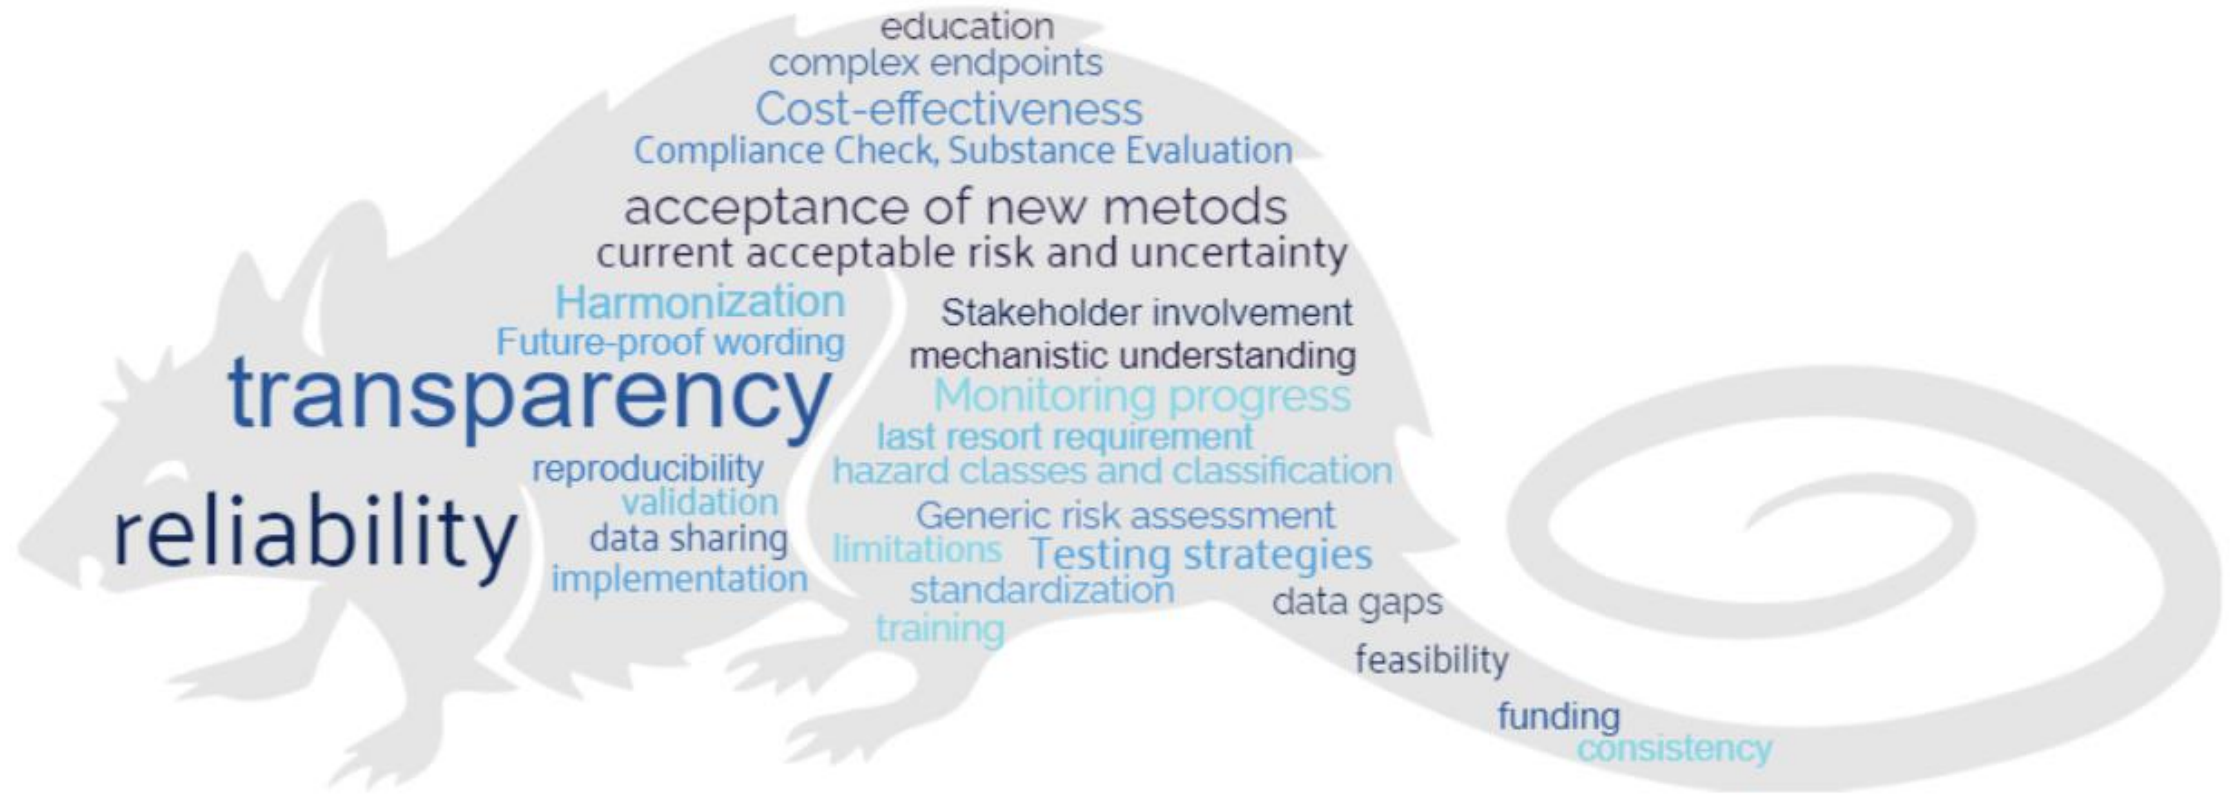 education
complex endpoints
Cost-effectiveness
Compliance Check, Substance Evaluation
acceptance of new metods
current acceptable risk and uncertainty
Harmonization
Future-proof wording
transparency
reliability
reproducibility
validation
data sharing
implementation
Stakeholder involvement
mechanistic understanding
Monitoring progress
last resort requirement
hazard classes and classification
Generic risk assessment
limitations
Testing strategies
standardization
training
data gaps
feasibility
funding
consistency